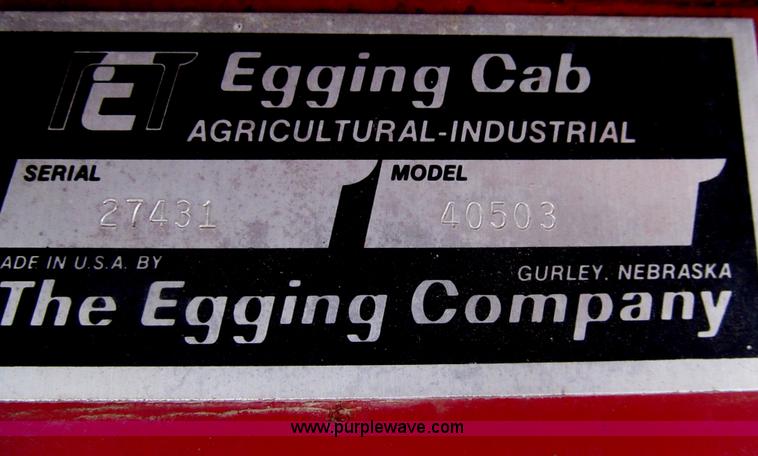 Egging Cab
AGRICULTURAL-INDUSTRIAL
SERIAL MODEL
27431 40503
ADE IN U.S.A. BY
GURLEY, NEBRASKA
The Egging Company
www.purplewave.com